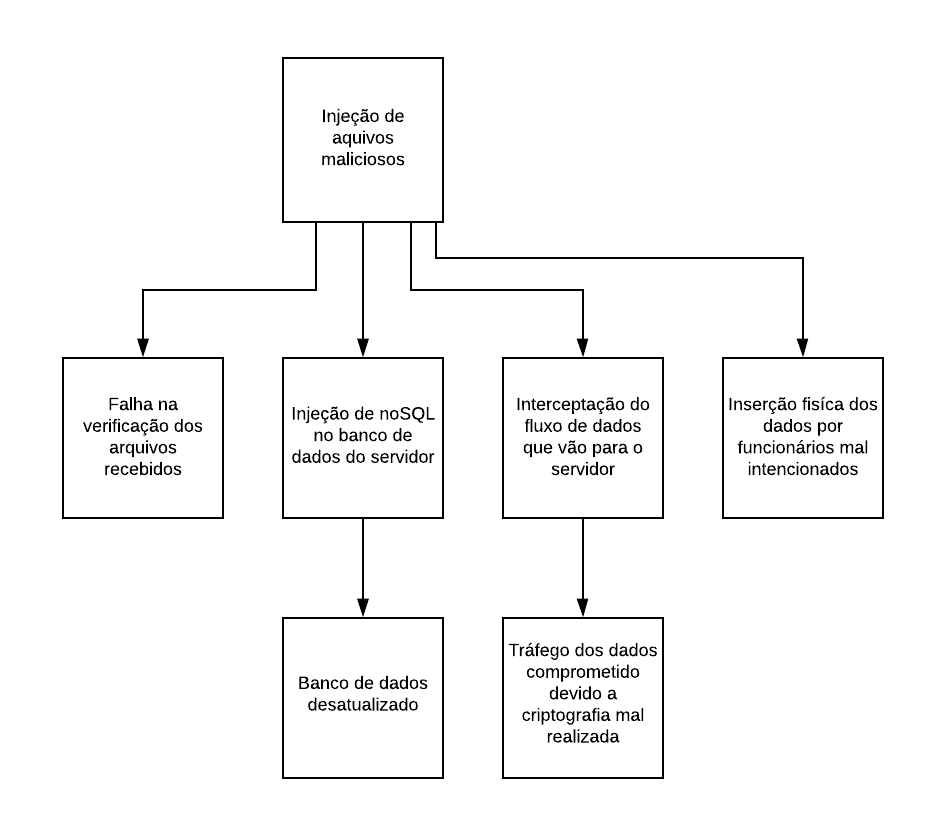 Injeção de
aquivos
maliciosos
Falha na
verificação dos
arquivos
recebidos
Injeção de noSQL
no banco de
dados do servidor
Interceptação do
fluxo de dados
que vão para o
servidor
Inserção fisíca dos
dados por
funcionários mal
intencionados
Banco de dados
desatualizado
Tráfego dos dados
comprometido
devido a
criptografia mal
realizada